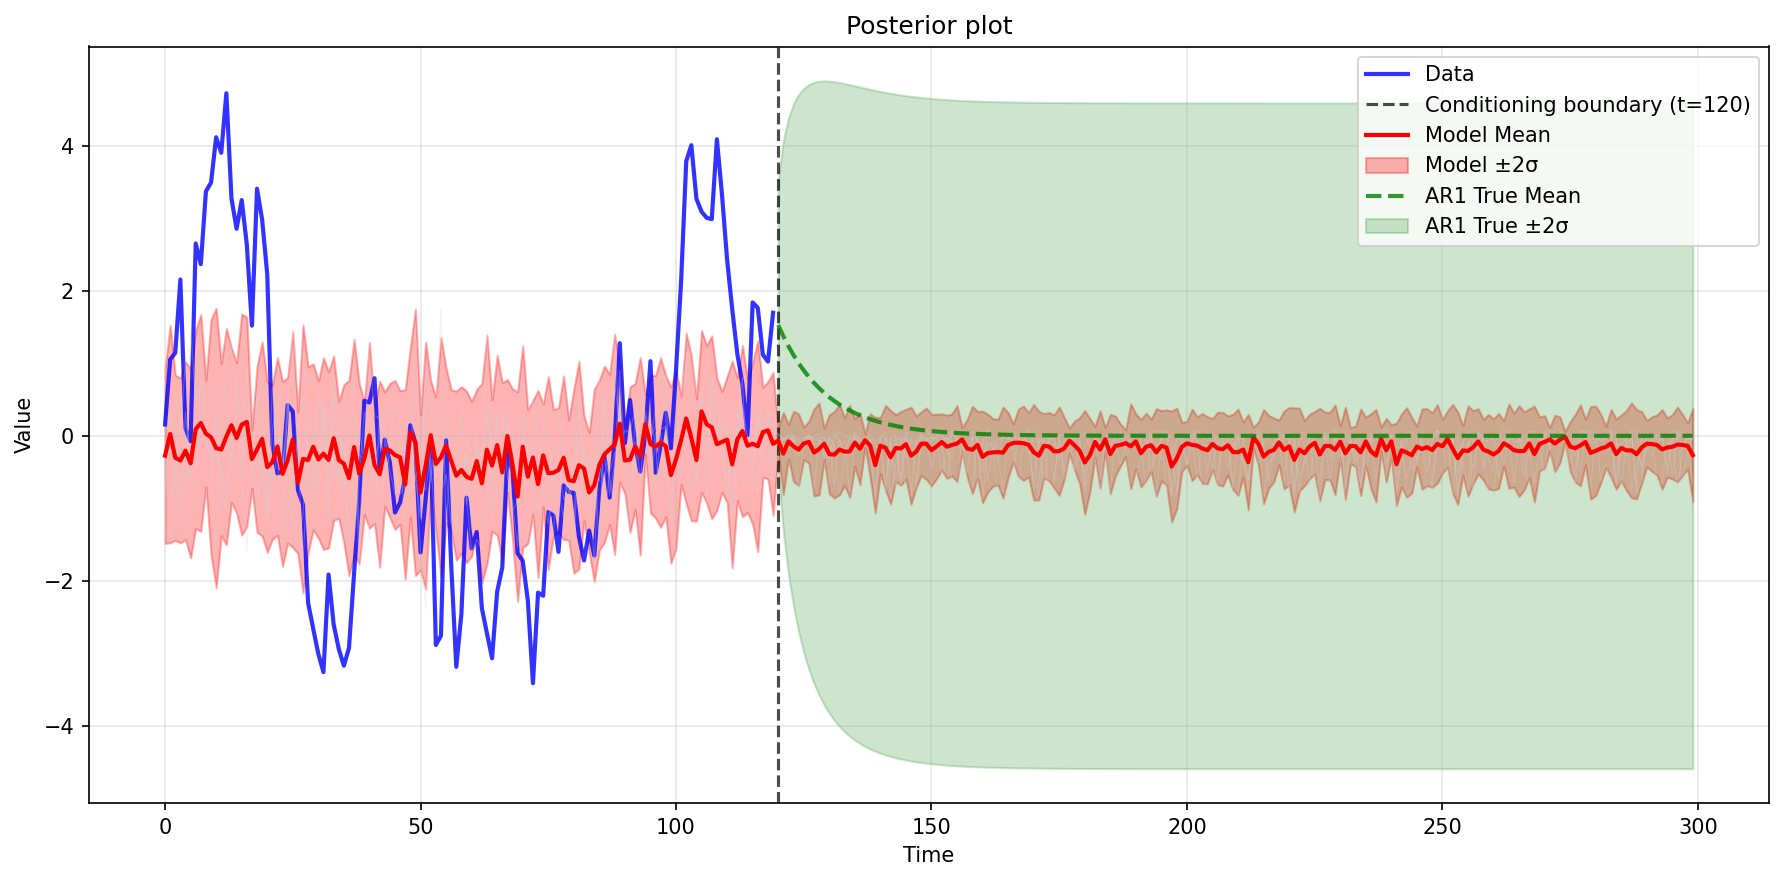 Posterior plot
Data
Conditioning boundary (t=120)
Model Mean
Model ±2σ
AR1 True Mean
AR1 True ±2σ
Value
4
2
0
−2
−4
0 50 100 150 200 250 300
Time